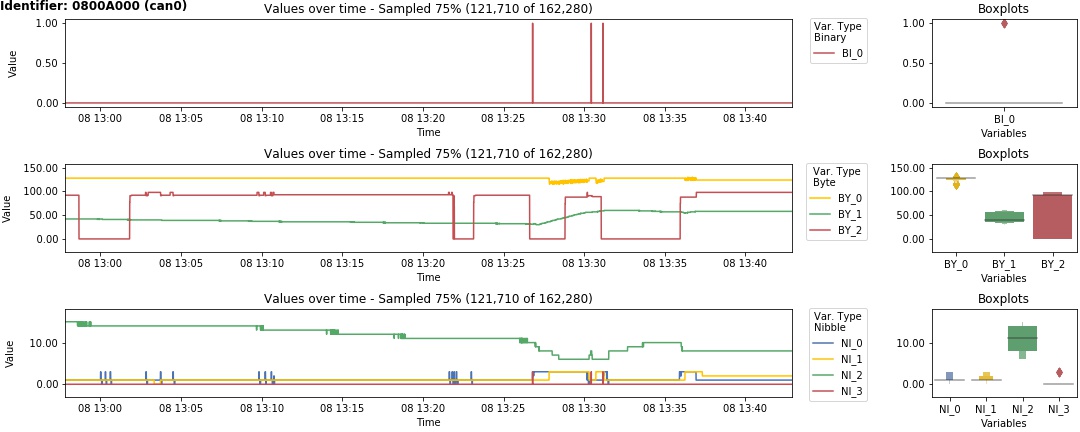 Identifier: 0800A000 (can0)
Values over time - Sampled 75% (121,710 of 162,280)
Value
1.00
0.50
0.00
08 13:00 08 13:05 08 13:10 08 13:15 08 13:20 08 13:25 08 13:30 08 13:35 08 13:40
Time
Var. Type
Binary
BI_0
Boxplots
1.00
0.50
0.00
BI_0
Variables
Values over time - Sampled 75% (121,710 of 162,280)
Value
150.00
100.00
50.00
0.00
08 13:00 08 13:05 08 13:10 08 13:15 08 13:20 08 13:25 08 13:30 08 13:35 08 13:40
Time
Var. Type
Byte
BY_0
BY_1
BY_2
Boxplots
150.00
100.00
50.00
0.00
BY_0 BY_1 BY_2
Variables
Values over time - Sampled 75% (121,710 of 162,280)
Value
10.00
0.00
08 13:00 08 13:05 08 13:10 08 13:15 08 13:20 08 13:25 08 13:30 08 13:35 08 13:40
Time
Var. Type
Nibble
NI_0
NI_1
NI_2
NI_3
Boxplots
10.00
0.00
NI_0 NI_1 NI_2 NI_3
Variables